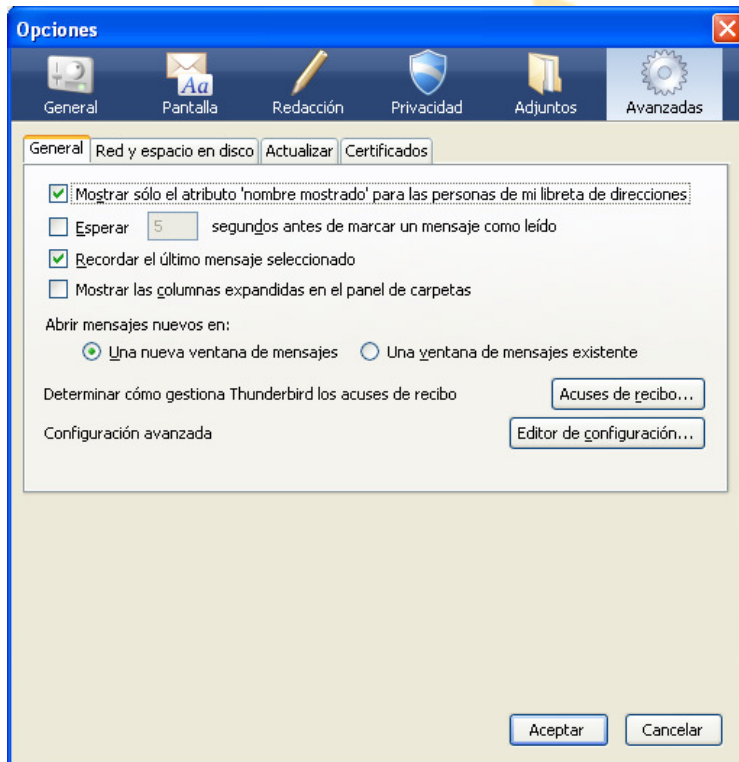 Opciones
General Pantalla Redacción Privacidad Adjuntos Avanzadas
General Red y espacio en disco Actualizar Certificados
Mostrar sólo el atributo 'nombre mostrado' para las personas de mi libreta de direcciones
Esperar 5 segundos antes de marcar un mensaje como leído
Recordar el último mensaje seleccionado
Mostrar las columnas expandidas en el panel de carpetas
Abrir mensajes nuevos en:
Una nueva ventana de mensajes Una ventana de mensajes existente
Determinar cómo gestiona Thunderbird los acuses de recibo Acuses de recibo...
Configuración avanzada Editor de configuración...
Aceptar Cancelar